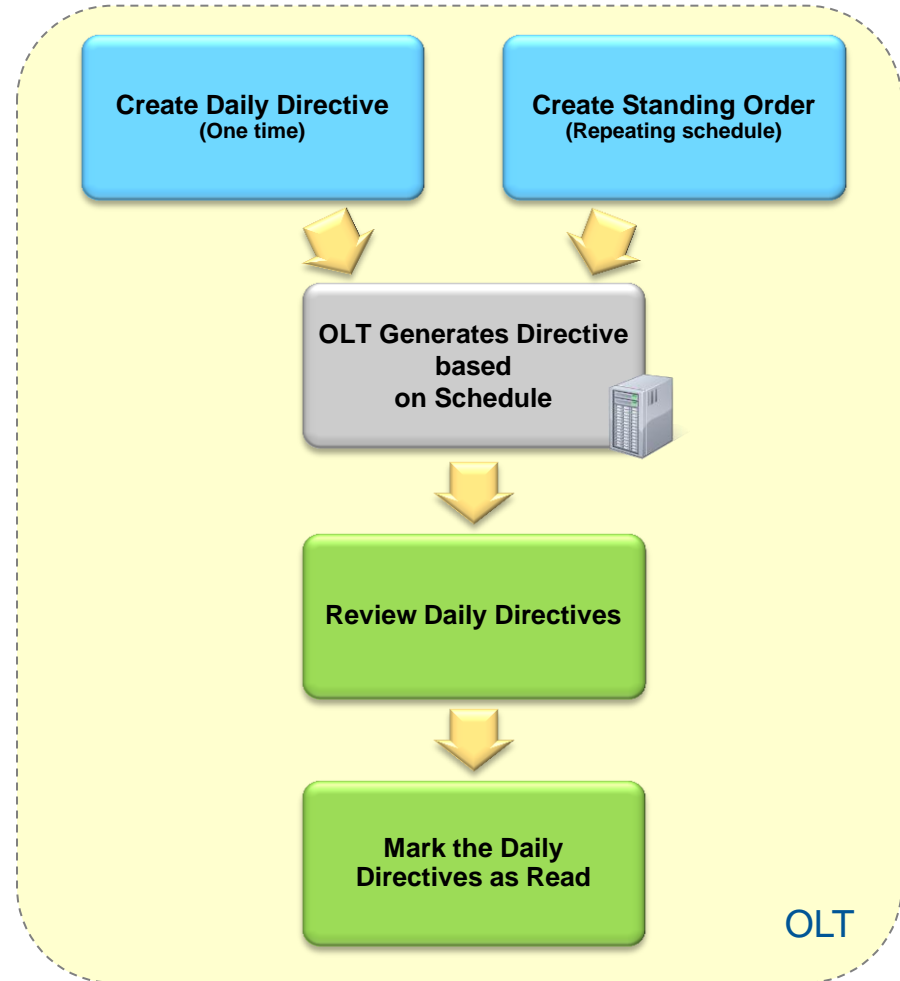 Create Daily Directive
(One time)
Create Standing Order
(Repeating schedule)
OLT Generates Directive
based
on Schedule
Review Daily Directives
Mark the Daily
Directives as Read
OLT